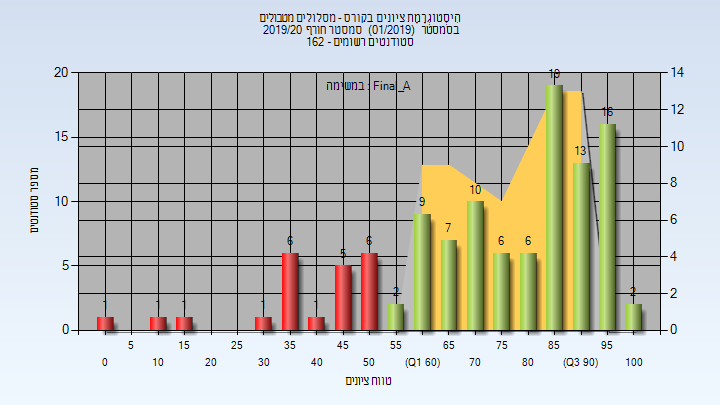 היסטוגרמת ציונים בקורס - מסלולים מטבולים
בסמסטר (01/2019) סמסטר חורף 2019/20
סטודנטים רשומים - 162
במשימה : Final_A
מספר סטודנטים
20 15 10 5 0
14 12 10 8 6 4 2 0
1 1 1 1 6 1 5 6 2 9 7 10 6 6 19 13 16 2
5 15 25 35 45 55 65 75 85 95
0 10 20 30 40 50 (Q1 60) 70 80 (Q3 90) 100
טווח ציונים